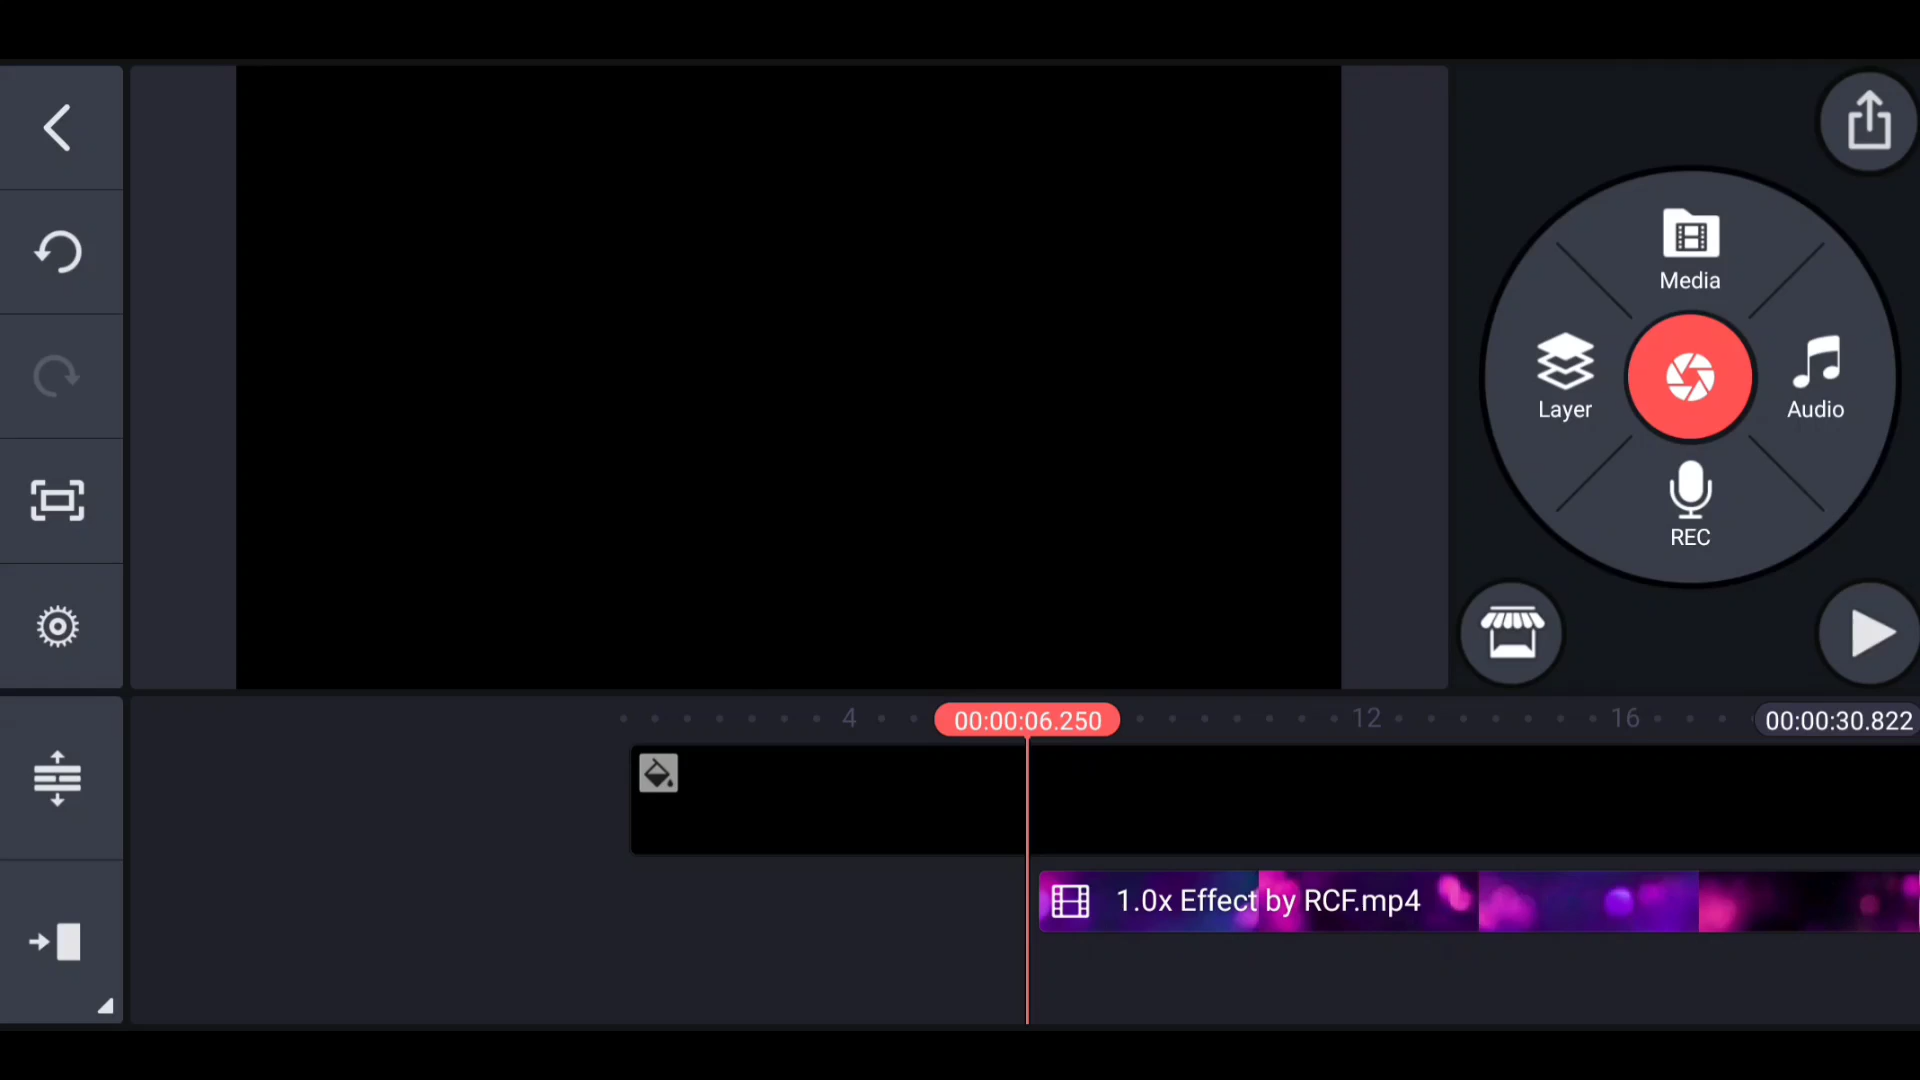 Media
Layer
Audio
REC
4
00:00:06.250
12
16
00:00:30.822
1.0x Effect by RCF.mp4